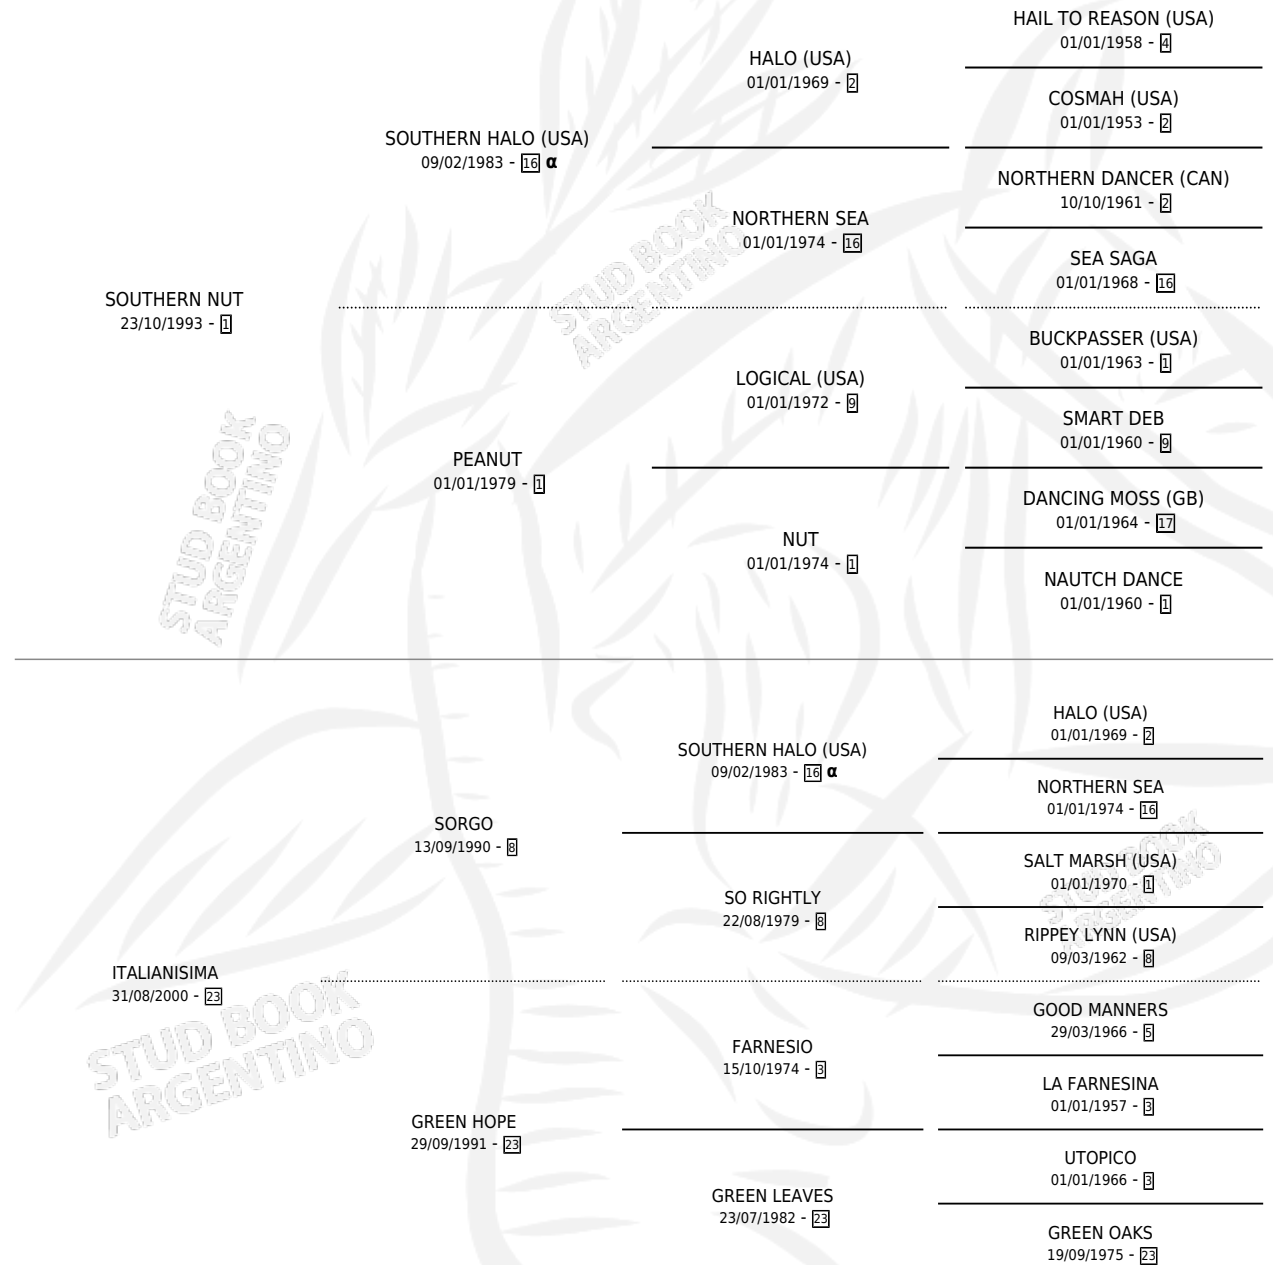 HAIL TO REASON (USA)
01/01/1958 - 4
HALO (USA)
01/01/1969 - 2
COSMAH (USA)
01/01/1953 - 2
SOUTHERN HALO (USA)
09/02/1983 - 16 α
NORTHERN DANCER (CAN)
10/10/1961 - 2
NORTHERN SEA
01/01/1974 - 16
SEA SAGA
01/01/1968 - 16
SOUTHERN NUT
23/10/1993 - 1
BUCKPASSER (USA)
01/01/1963 - 1
LOGICAL (USA)
01/01/1972 - 9
SMART DEB
01/01/1960 - 9
PEANUT
01/01/1979 - 1
DANCING MOSS (GB)
01/01/1964 - 17
NUT
01/01/1974 - 1
NAUTCH DANCE
01/01/1960 - 1
HALO (USA)
01/01/1969 - 2
SOUTHERN HALO (USA)
09/02/1983 - 16 α
NORTHERN SEA
01/01/1974 - 16
SORGO
13/09/1990 - 8
SALT MARSH (USA)
01/01/1970 - 1
SO RIGHTLY
22/08/1979 - 8
RIPPEY LYNN (USA)
09/03/1962 - 8
ITALIANISIMA
31/08/2000 - 23
GOOD MANNERS
29/03/1966 - 5
FARNESIO
15/10/1974 - 3
LA FARNESINA
01/01/1957 - 3
GREEN HOPE
29/09/1991 - 23
UTOPICO
01/01/1966 - 3
GREEN LEAVES
23/07/1982 - 23
GREEN OAKS
19/09/1975 - 23
STUD BOOK
ARGENTINO
STUD BOOK
ARGENTINO
STUD BOOK
ARGENTINO
STUD BOOK
ARGENTINO